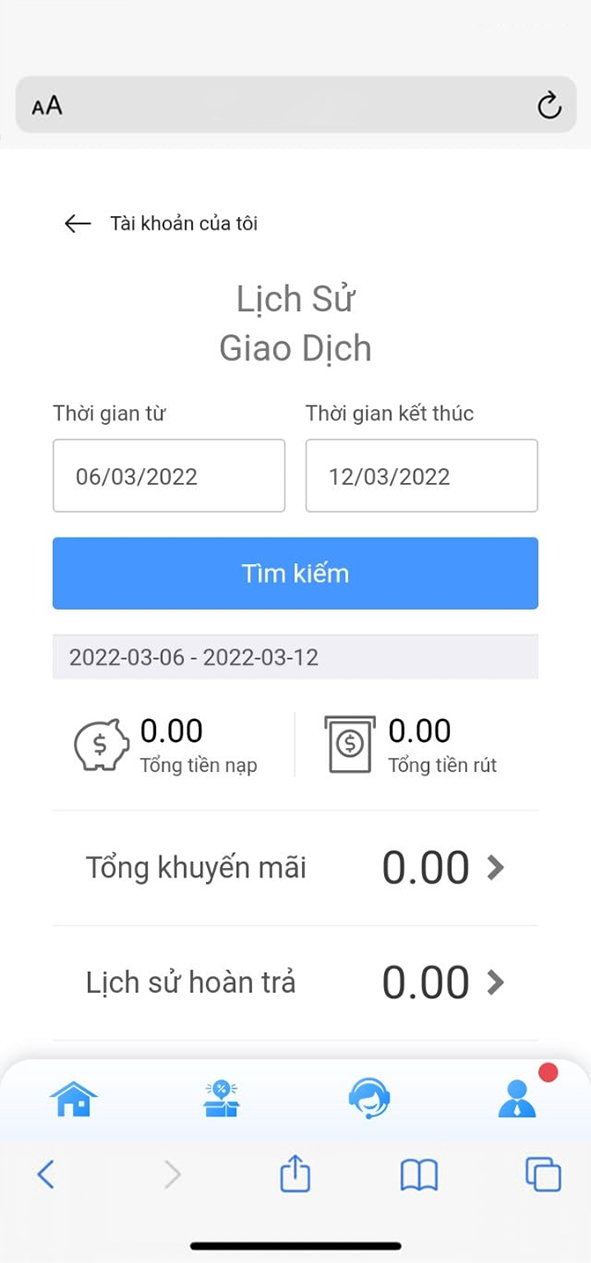 AA
Tài khoản của tôi
Lịch Sử
Giao Dịch
Thời gian từ
Thời gian kết thúc
06/03/2022
12/03/2022
Tìm kiếm
2022-03-06 - 2022-03-12
$ 0.00
Tổng tiền nạp
$ 0.00
Tổng tiền rút
Tổng khuyến mãi 0.00
Lịch sử hoàn trả 0.00
%